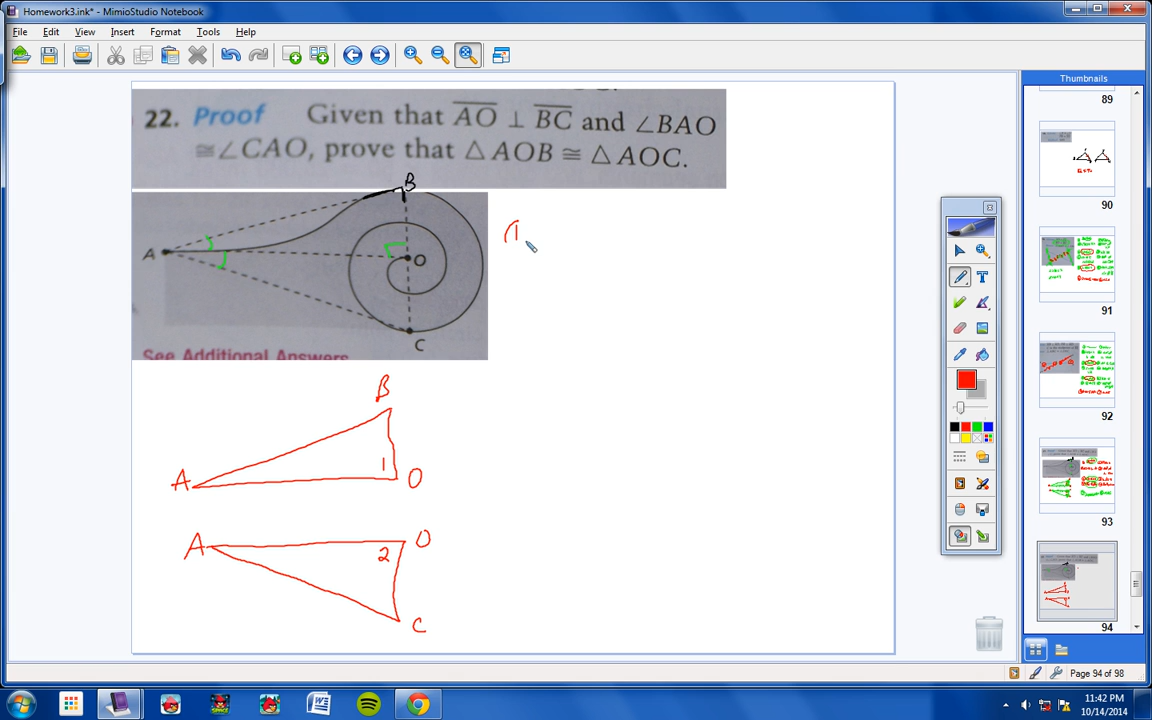 Homework3.ink* - MimioStudio Notebook
File Edit View Insert Format Tools Help
22. Proof Given that AO ⊥ BC and ∠BAO
≅∠CAO, prove that △AOB ≅ △AOC.
B
A
O
C
See Additional Answers
B
A
1
O
A
O
2
C
Thumbnails
89
90
91
92
93
94
Page 94 of 98
11:42 PM
10/14/2014